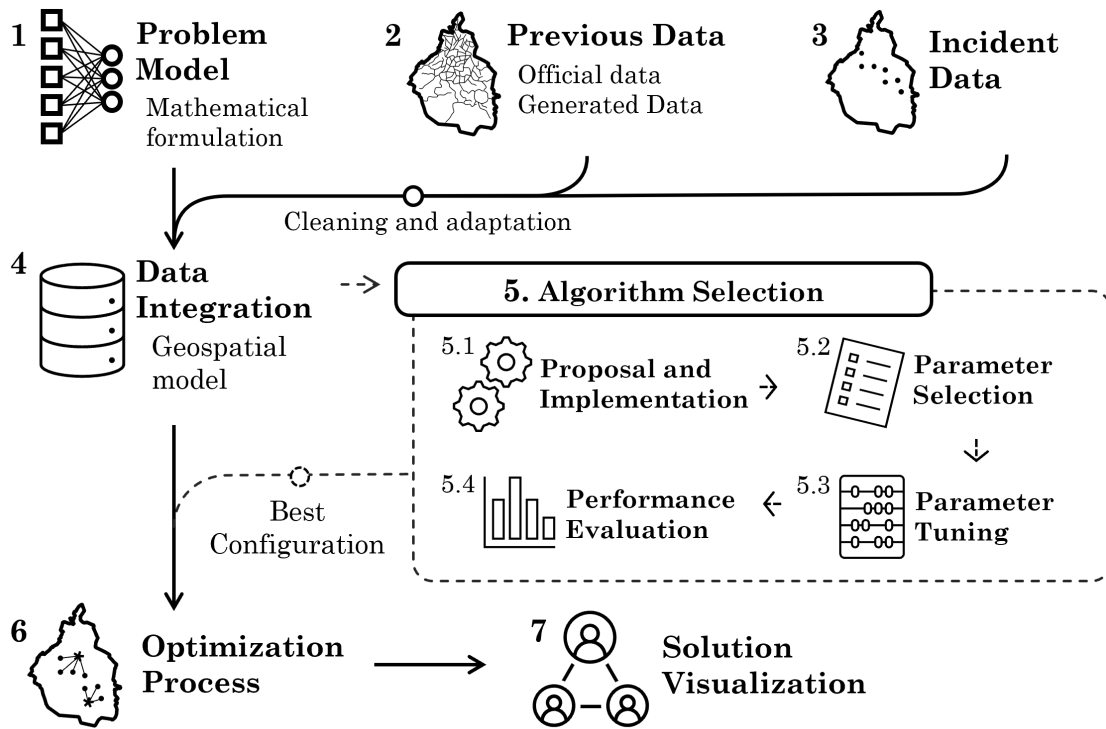 1
Problem
Model
Mathematical
formulation
2
Previous Data
Official data
Generated Data
3
Incident
Data
Cleaning and adaptation
4
Data
Integration
Geospatial
model
5. Algorithm Selection
5.1
Proposal and
Implementation
5.2
Parameter
Selection
5.3
Parameter
Tuning
5.4
Performance
Evaluation
Best
Configuration
6
Optimization
Process
7
Solution
Visualization